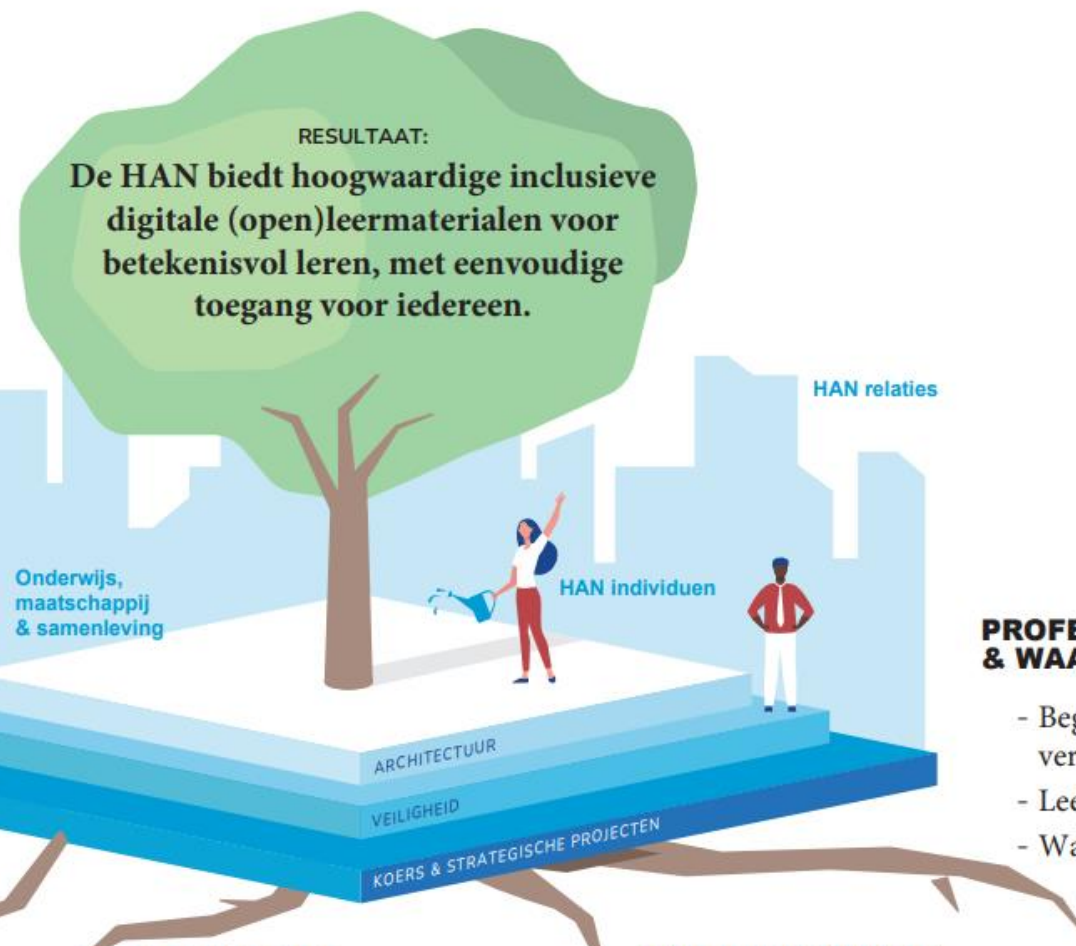 RESULTAAT:
De HAN biedt hoogwaardige inclusieve
digitale (open)leermaterialen voor
betekenisvol leren, met eenvoudige
toegang voor iedereen.
HAN relaties
Onderwijs,
maatschappij
& samenleving
HAN individuen
ARCHITECTUUR
VEILIGHEID
KOERS & STRATEGISCHE PROJECTEN
&
-
-
-